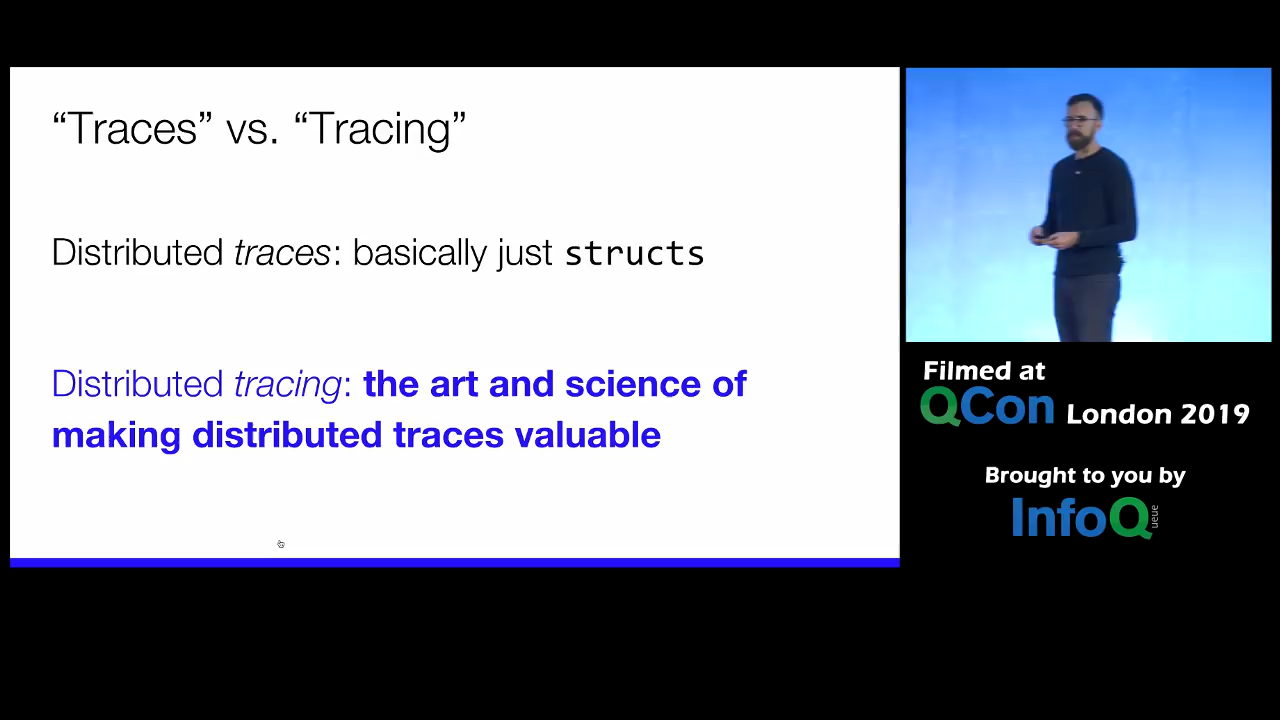 “Traces” vs. “Tracing”
Distributed traces: basically just structs
Distributed tracing: the art and science of
making distributed traces valuable
Filmed at
QCon London 2019
Brought to you by
InfoQueue